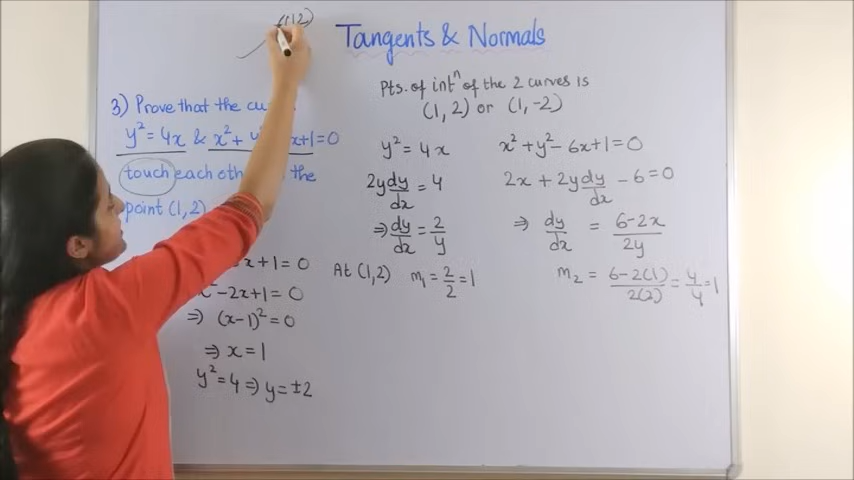 (1,2)
Tangents & Normals
3) Prove that the cu
y² = 4x & x² + y² x+1=0
touch each oth the
point (1,2)
x+1=0
x²-2x+1=0
⇒ (x-1)²=0
⇒ x=1
y²=4⇒ y=±2
Pts. of intⁿ of the 2 curves is
(1,2) or (1,-2)
y²=4x
2y dy/dx = 4
⇒ dy/dx = 2/y
At (1,2) m₁ = 2/2 = 1
x²+y²-6x+1=0
2x + 2y dy/dx - 6 = 0
⇒ dy/dx = 6-2x/2y
m₂ = 6-2(1)/2(2) = 4/4 = 1